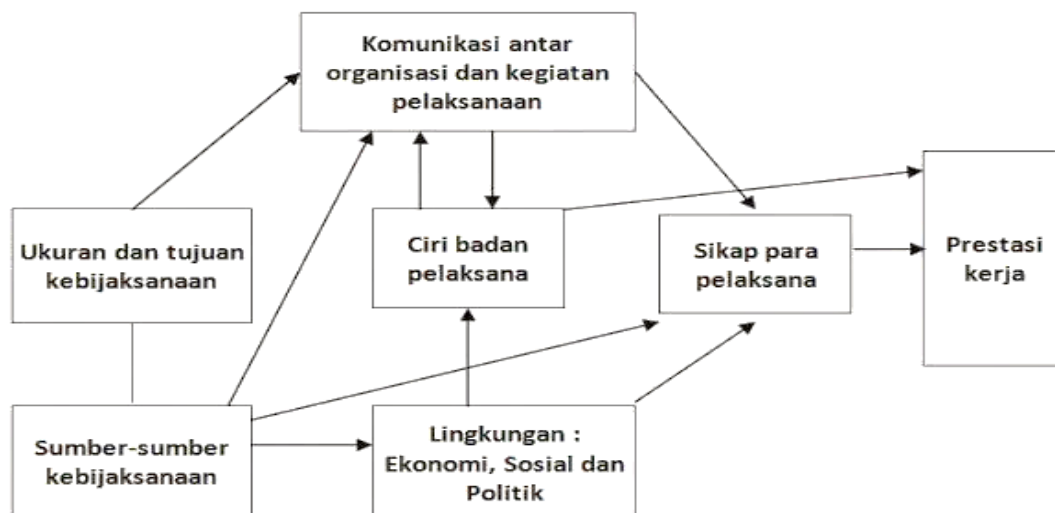 Komunikasi antar
organisasi dan kegiatan
pelaksanaan
Ukuran dan tujuan
kebijaksanaan
Ciri badan
pelaksana
Sikap para
pelaksana
Prestasi
kerja
Sumber-sumber
kebijaksanaan
Lingkungan :
Ekonomi, Sosial dan
Politik